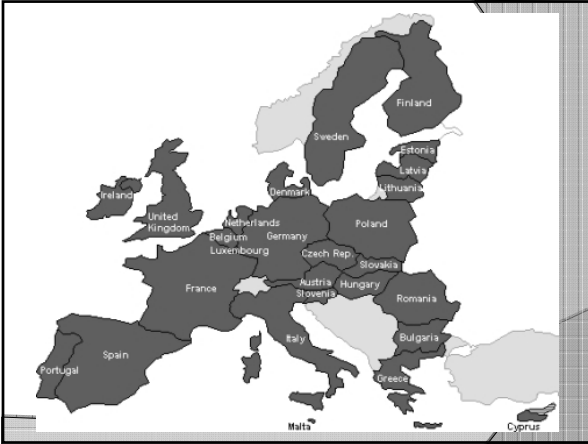 Finland
Sweden
Estonia
Latvia
Lithuania
Denmark
Ireland
United
Kingdom
Netherlands
Poland
Belgium
Germany
Luxembourg
Czech Rep.
Slovakia
Austria
Hungary
France
Slovenia
Romania
Italy
Bulgaria
Spain
Portugal
Greece
Malta
Cyprus